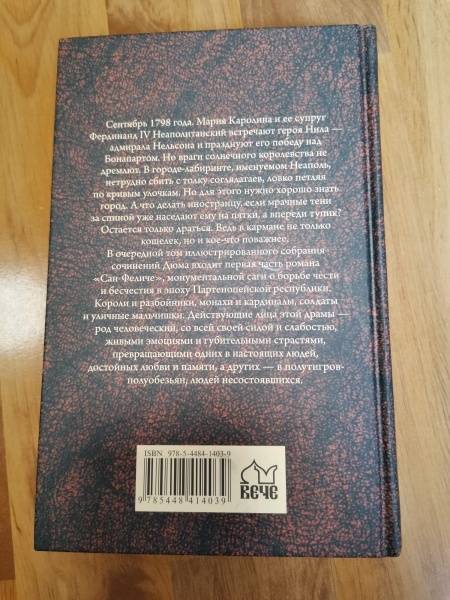 Сентябрь 1798 года. Мария Каролина и ее супруг
Фердинанд IV Неаполитанский встречают героя Нила —
адмирала Нельсона и празднуют его победу над
Бонапартом. Но враги солнечного королевства не
дремлют. В городе-лабиринте, именуемом Неаполь,
нетрудно сбить с толку соглядатаев, ловко петляя
по кривым улочкам. Но для этого нужно хорошо знать
город. А что делать иностранцу, если мрачные тени
за спиной уже наседают ему на пятки, а впереди тупик?
Остается только драться. Ведь в кармане не только
кошелек, но и кое-что поважнее.
В очередной том иллюстрированного собрания
сочинений Дюма входит первая часть романа
«Сан-Феличе», монументальной саги о борьбе чести
и бесчестия в эпоху Партенопейской республики.
Короли и разбойники, монахи и кардиналы, солдаты
и уличные мальчишки. Действующие лица этой драмы —
род человеческий, со всей своей силой и слабостью,
живыми эмоциями и губительными страстями,
превращающими одних в настоящих людей,
достойных любви и памяти, а других — в полутигров-
полуобезьян, людей несостоявшихся.
ISBN 978-5-4484-1403-9
9 785448 414039
ВЕЧЕ